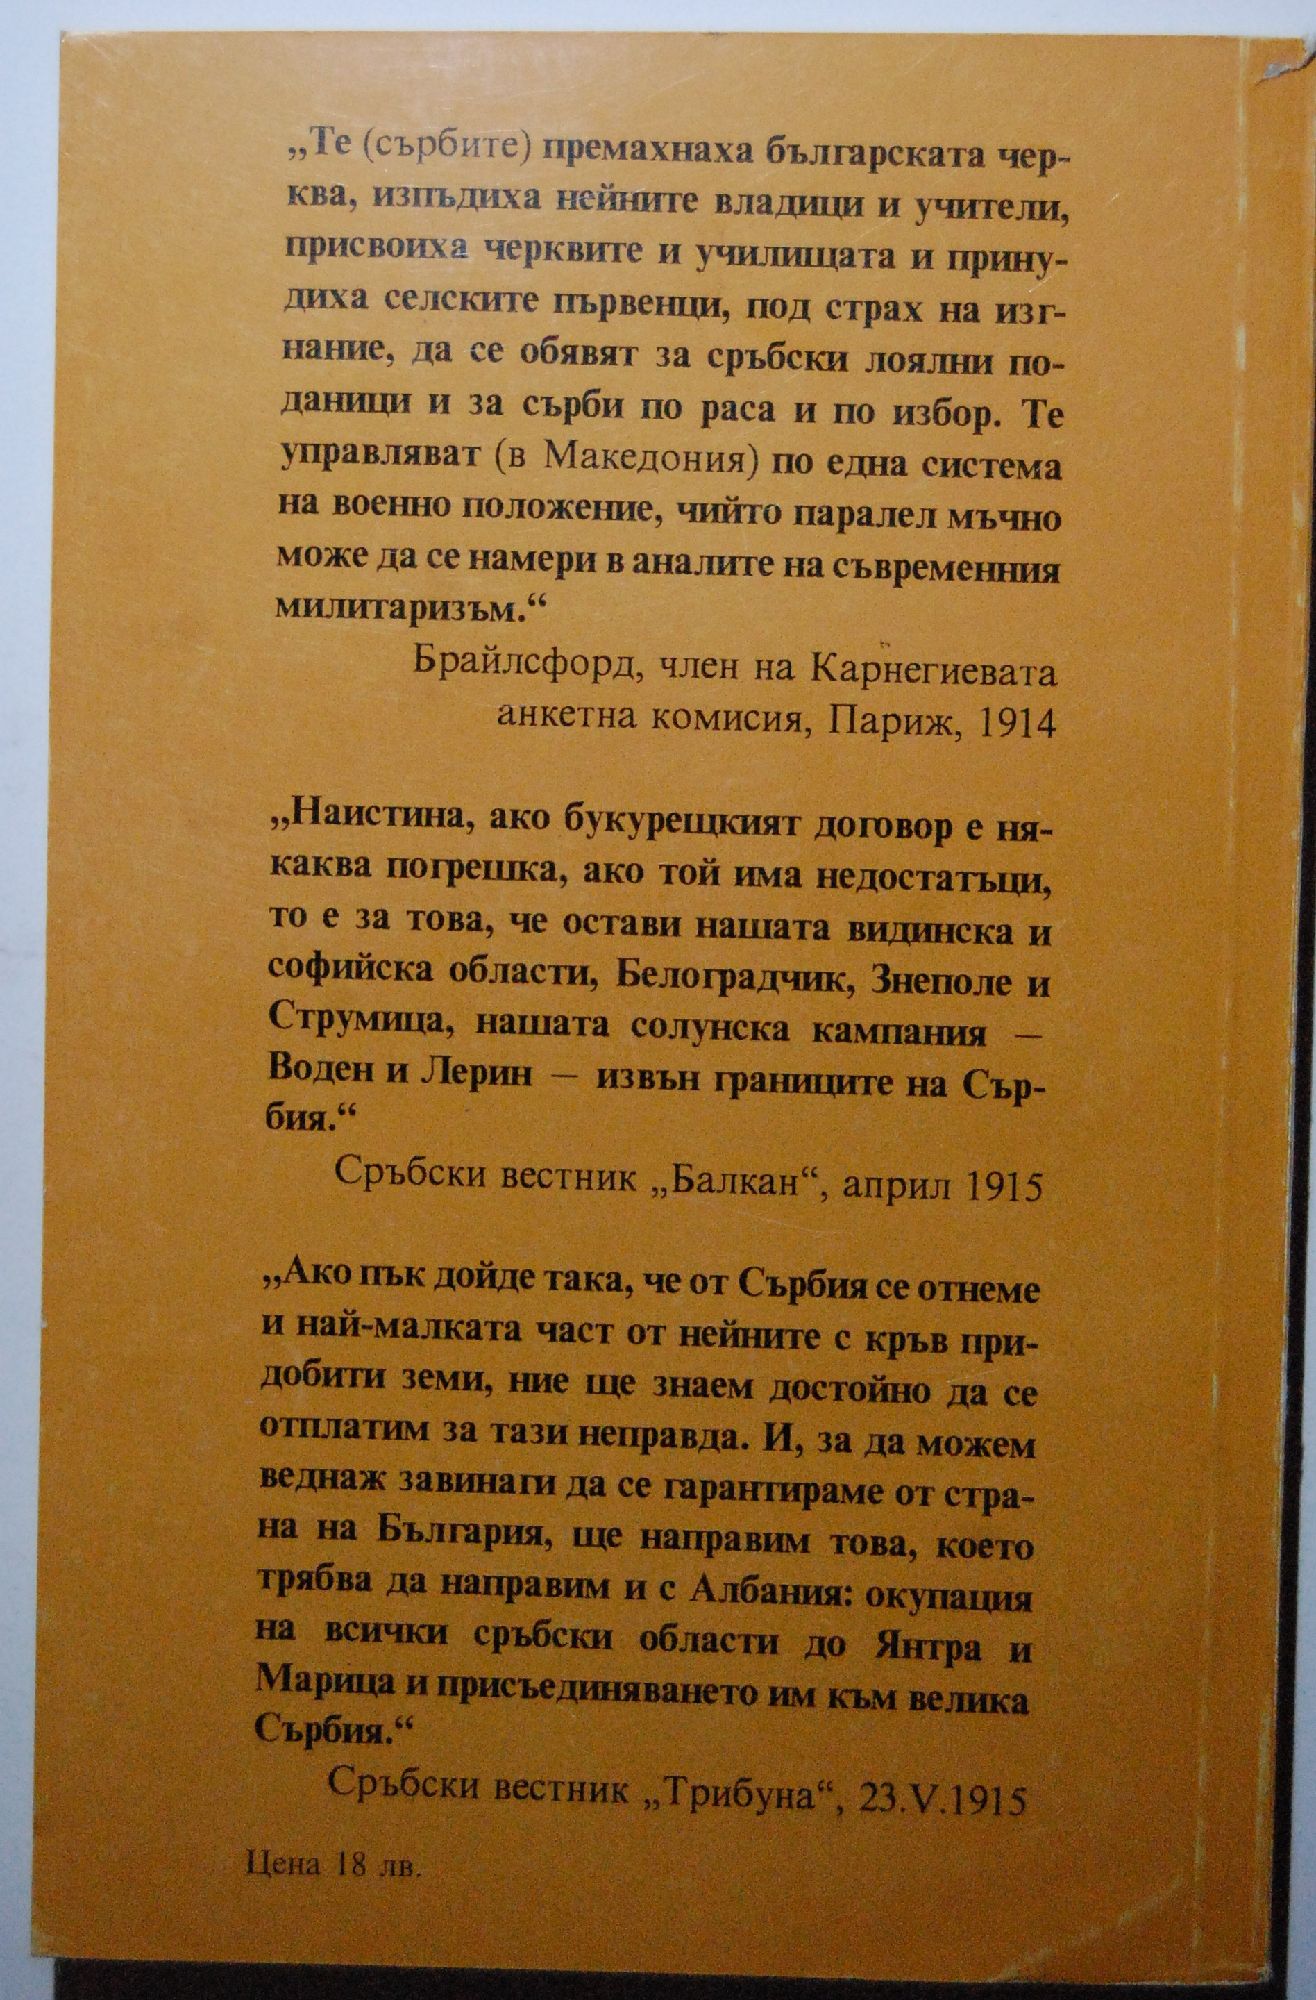 „Те (сърбите) премахнаха българската чер-
ква, изпъдиха нейните владици и учители,
присвоиха черквите и училищата и прину-
диха селските първенци, под страх на изг-
нание, да се обявят за сръбски лоялни по-
даници и за сърби по раса и по избор. Те
управляват (в Македония) по една система
на военно положение, чийто паралел мъчно
може да се намери в аналите на съвременния
милитаризъм.“
Брайлсфорд, член на Карнегиевата
анкетна комисия, Париж, 1914
„Наистина, ако букурещкият договор е ня-
каква погрешка, ако той има недостатъци,
то е за това, че остави нашата видинска и
софийска области, Белоградчик, Знеполе и
Струмица, нашата солунска кампания —
Воден и Лерин — извън границите на Сър-
бия.“
Сръбски вестник „Балкан“, април 1915
„Ако пък дойде така, че от Сърбия се отнеме
и най-малката част от нейните с кръв при-
добити земи, ние ще знаем достойно да се
отплатим за тази неправда. И, за да можем
веднаж завинаги да се гарантираме от стра-
на на България, ще направим това, което
трябва да направим и с Албания: окупация
на всички сръбски области до Янтра и
Марица и присъединяването им към велика
Сърбия.“
Сръбски вестник „Трибуна“, 23.V.1915
Цена 18 лв.